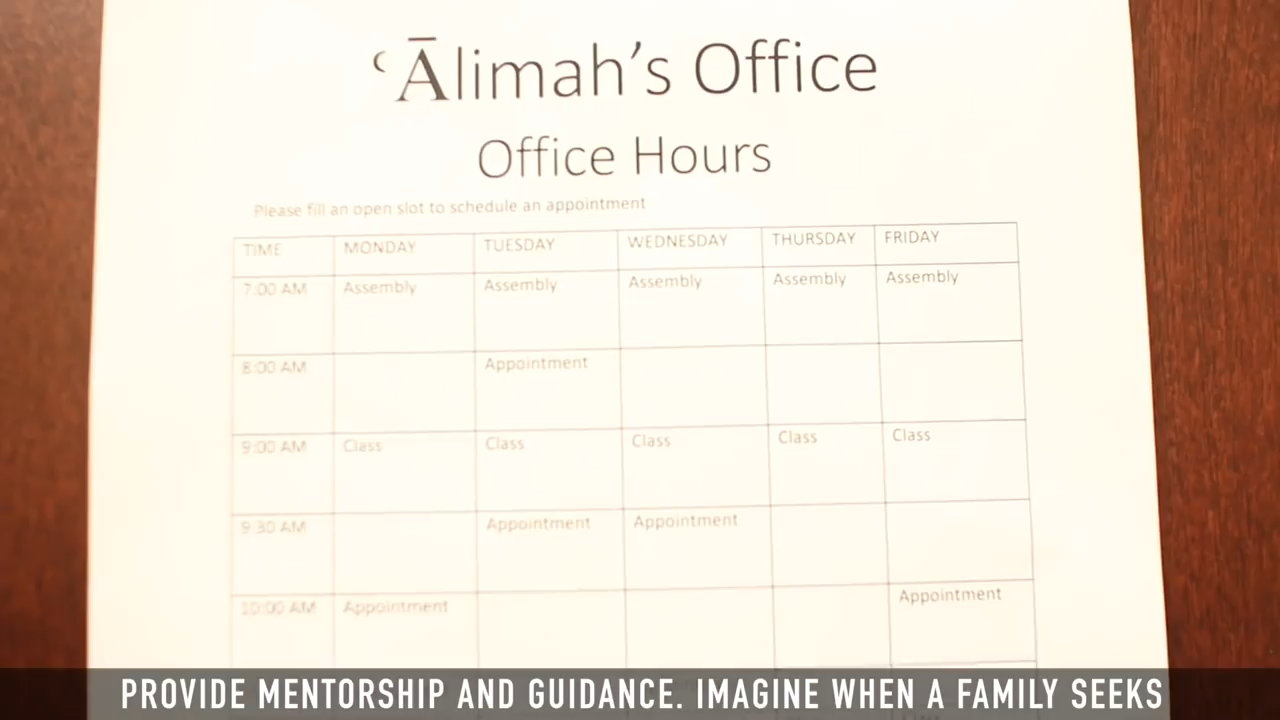 ʿĀlimah’s Office
Office Hours
Please fill an open slot to schedule an appointment
TIME MONDAY TUESDAY WEDNESDAY THURSDAY FRIDAY
7:00 AM Assembly Assembly Assembly Assembly Assembly
8:00 AM Appointment
9:00 AM Class Class Class Class Class
9:30 AM Appointment Appointment
10:00 AM Appointment Appointment
PROVIDE MENTORSHIP AND GUIDANCE. IMAGINE WHEN A FAMILY SEEKS